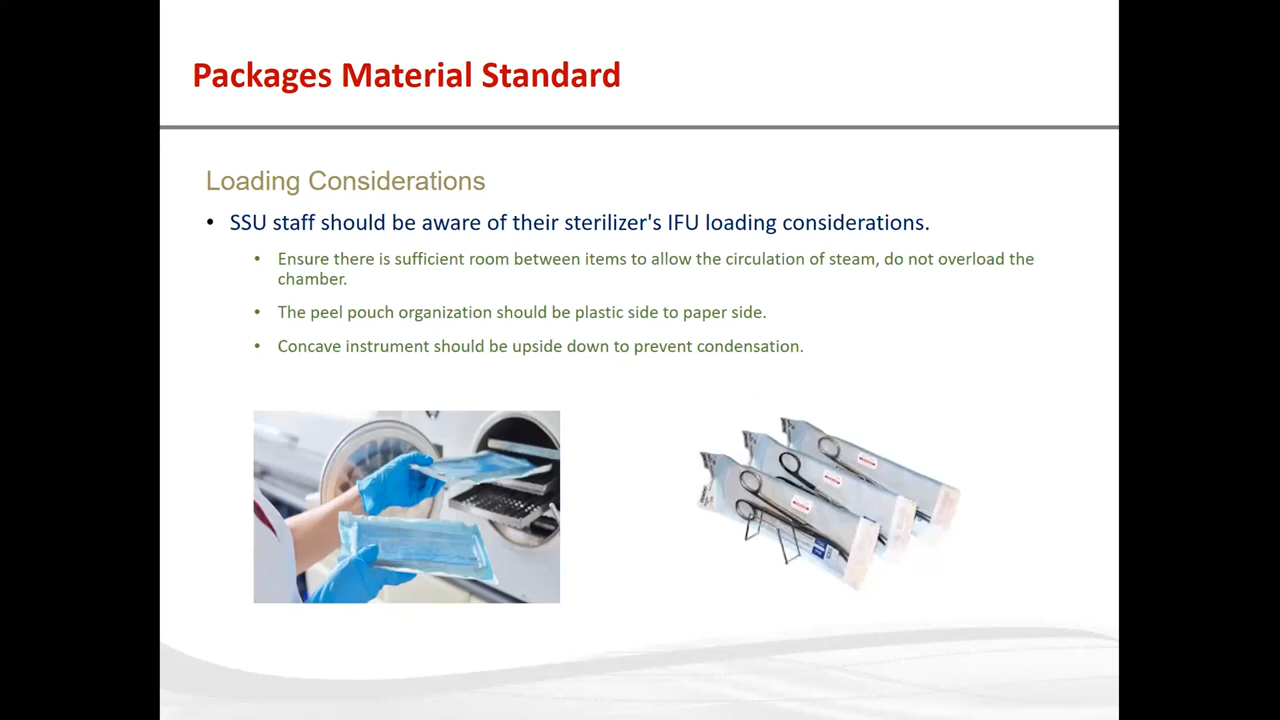 Packages Material Standard
Loading Considerations
• SSU staff should be aware of their sterilizer's IFU loading considerations.
• Ensure there is sufficient room between items to allow the circulation of steam, do not overload the
chamber.
• The peel pouch organization should be plastic side to paper side.
• Concave instrument should be upside down to prevent condensation.